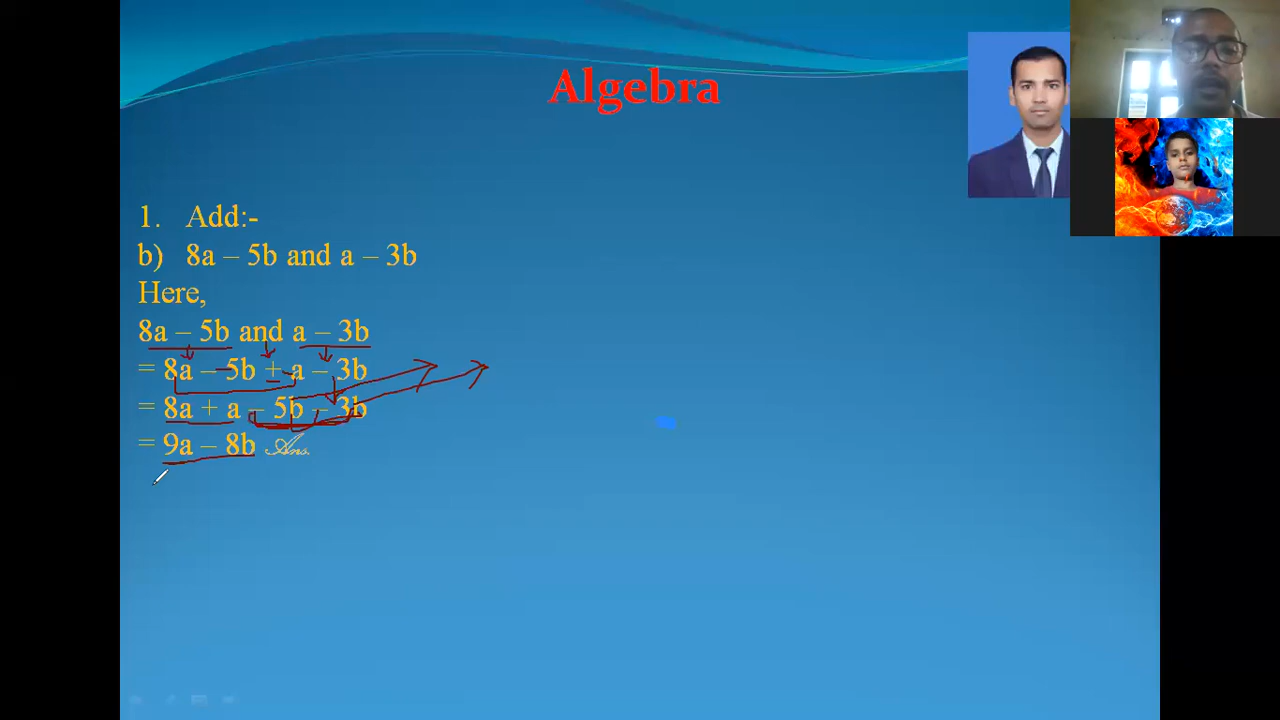 Algebra
1. Add:-
b) 8a – 5b and a – 3b
Here,
8a – 5b and a – 3b
= 8a – 5b + a – 3b
= 8a + a – 5b – 3b
= 9a – 8b Ans.